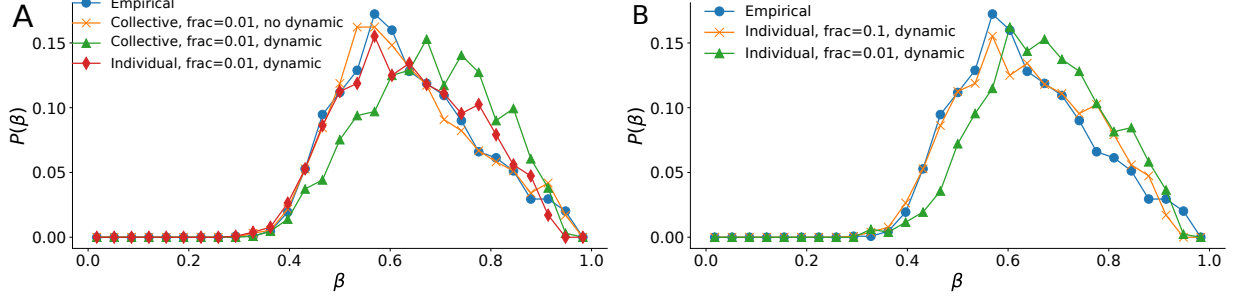 A
Empirical
Collective, frac=0.01, no dynamic
Collective, frac=0.01, dynamic
Individual, frac=0.01, dynamic
P(β)
0.15
0.10
0.05
0.00
0.0 0.2 0.4 0.6 0.8 1.0
β
B
Empirical
Individual, frac=0.1, dynamic
Individual, frac=0.01, dynamic
P(β)
0.15
0.10
0.05
0.00
0.0 0.2 0.4 0.6 0.8 1.0
β